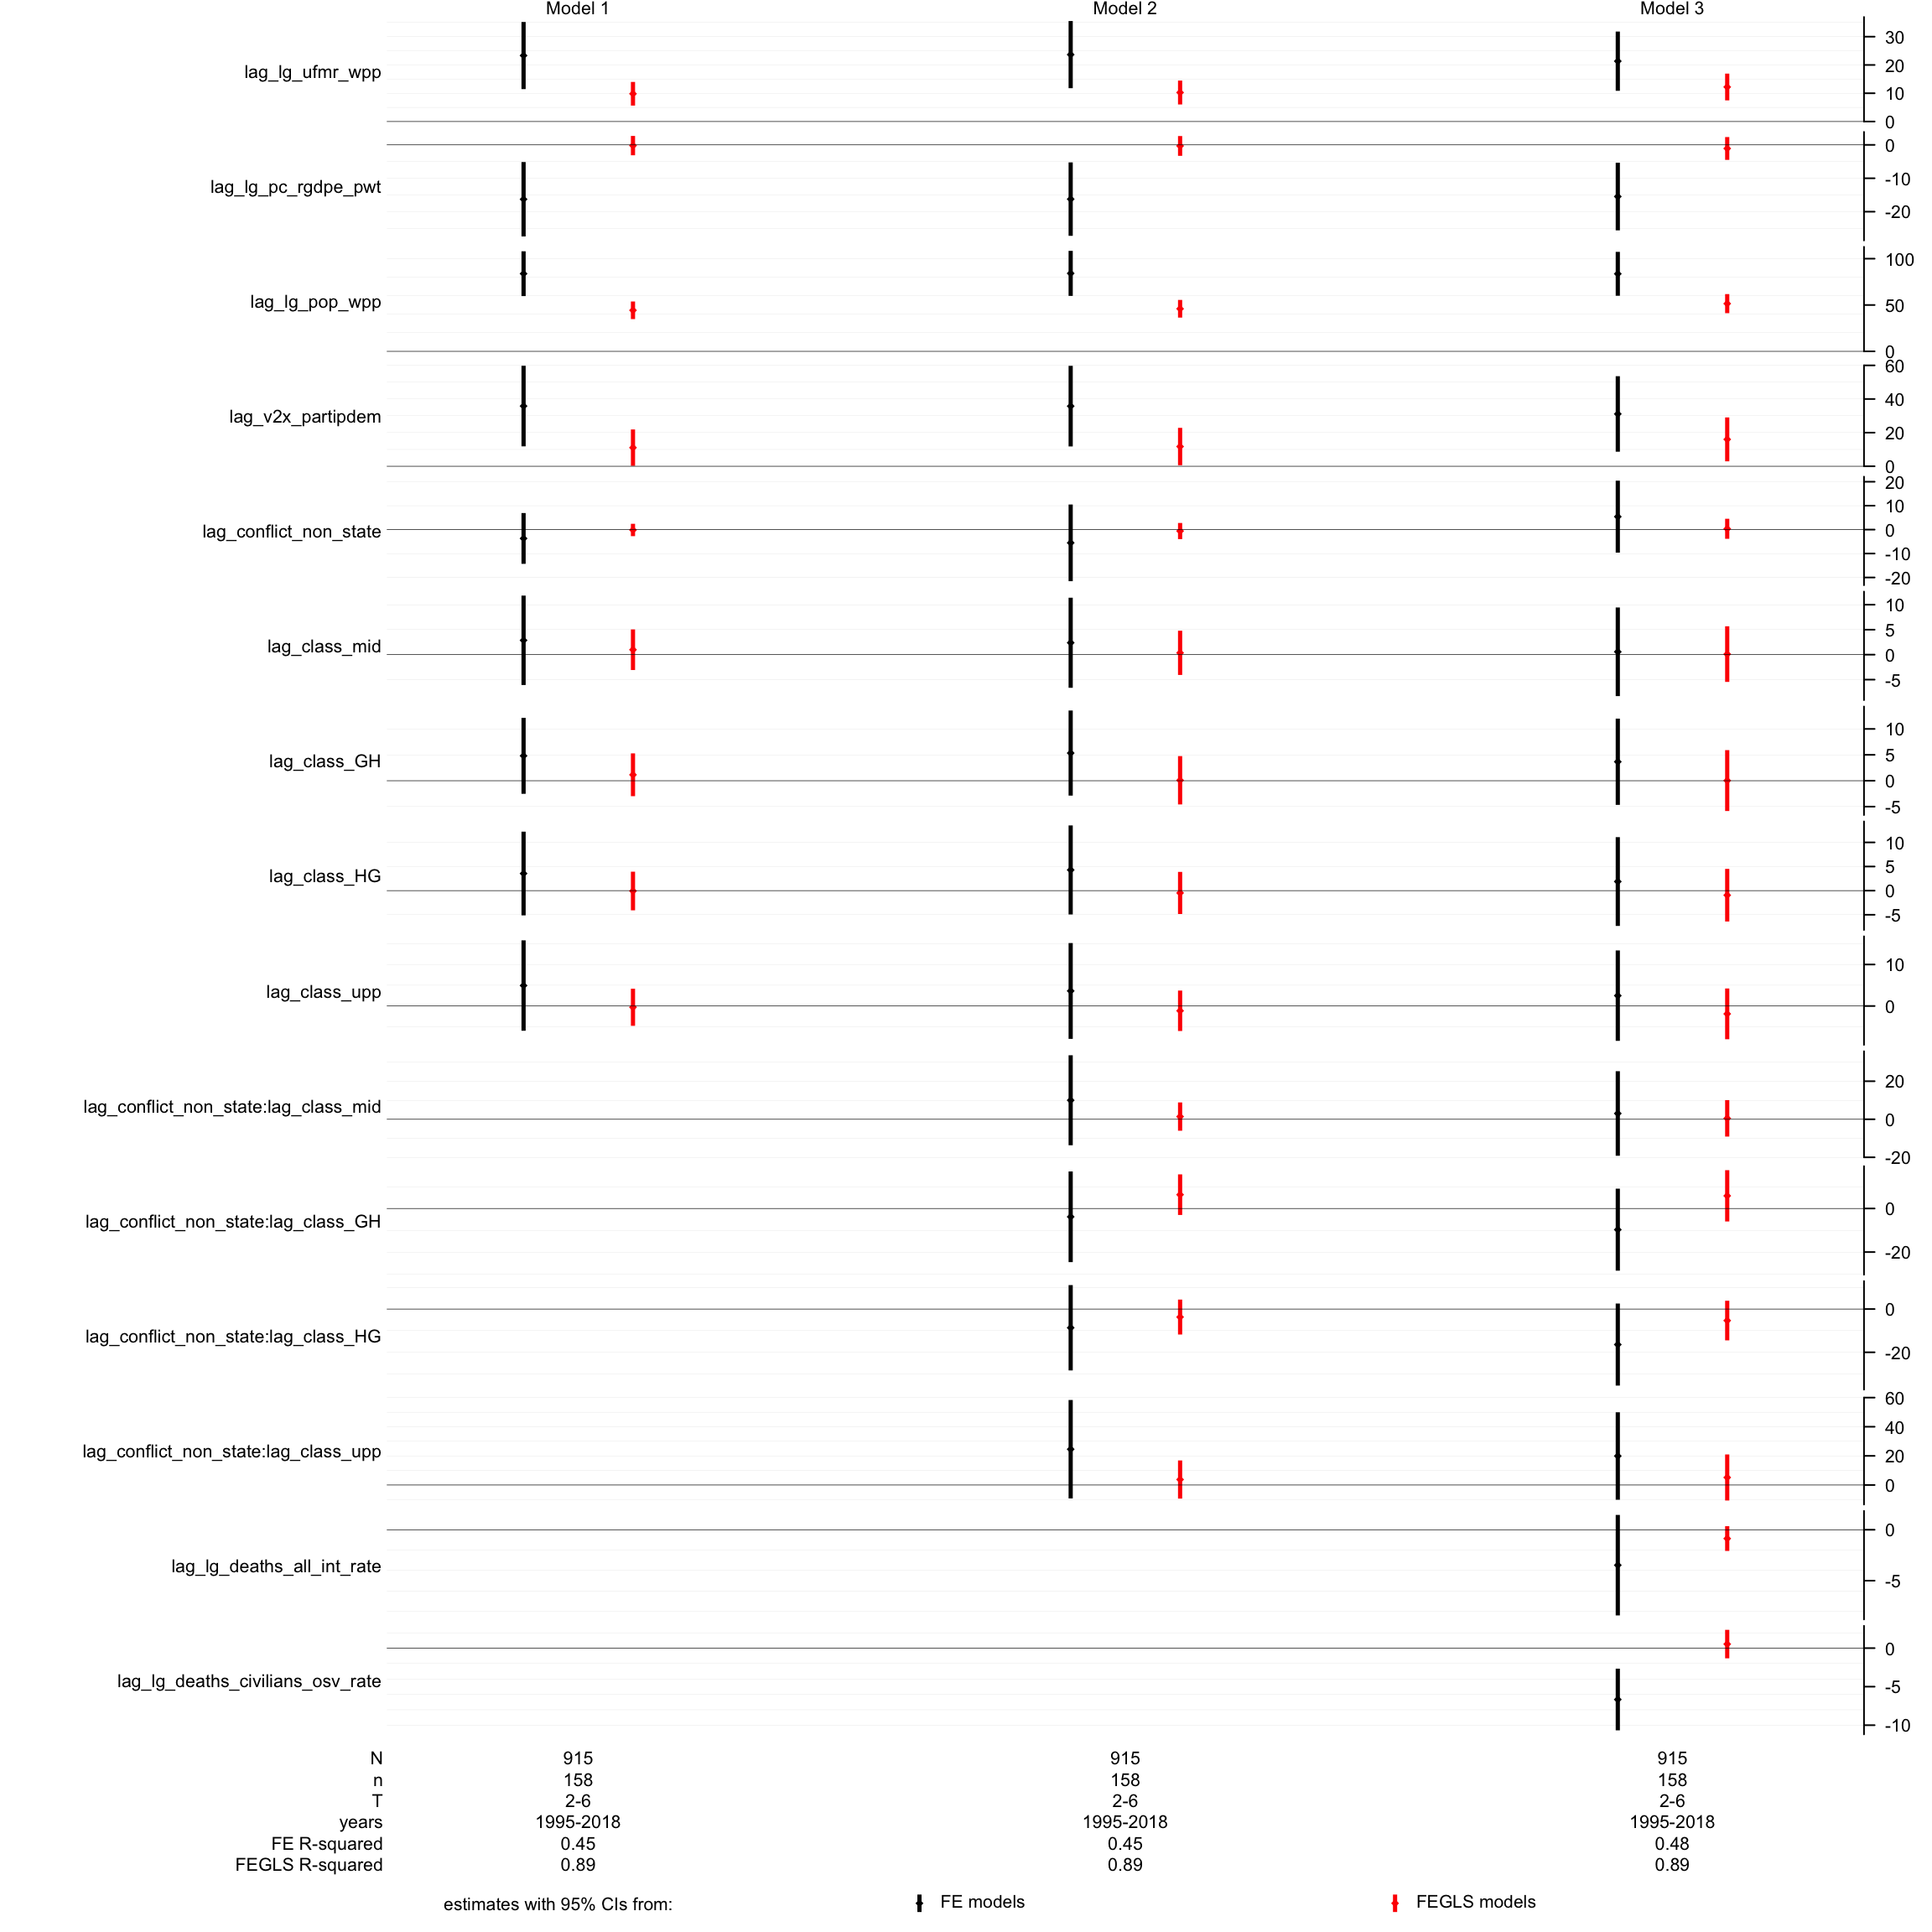 Model 1 Model 2 Model 3
lag_lg_ufmr_wpp
30
20
10
0
lag_lg_pc_rgdpe_pwt
0
-10
-20
lag_lg_pop_wpp
100
50
0
lag_v2x_partipdem
60
40
20
0
lag_conflict_non_state
20
10
0
-10
-20
lag_class_mid
10
5
0
-5
lag_class_GH
10
5
0
-5
lag_class_HG
10
5
0
-5
lag_class_upp
10
0
lag_conflict_non_state:lag_class_mid
20
0
-20
lag_conflict_non_state:lag_class_GH
0
-20
lag_conflict_non_state:lag_class_HG
0
-20
lag_conflict_non_state:lag_class_upp
60
40
20
0
lag_lg_deaths_all_int_rate
0
-5
lag_lg_deaths_civilians_osv_rate
0
-5
-10
N 915 915 915
n 158 158 158
T 2-6 2-6 2-6
years 1995-2018 1995-2018 1995-2018
FE R-squared 0.45 0.45 0.48
FEGLS R-squared 0.89 0.89 0.89
estimates with 95% CIs from: FE models FEGLS models